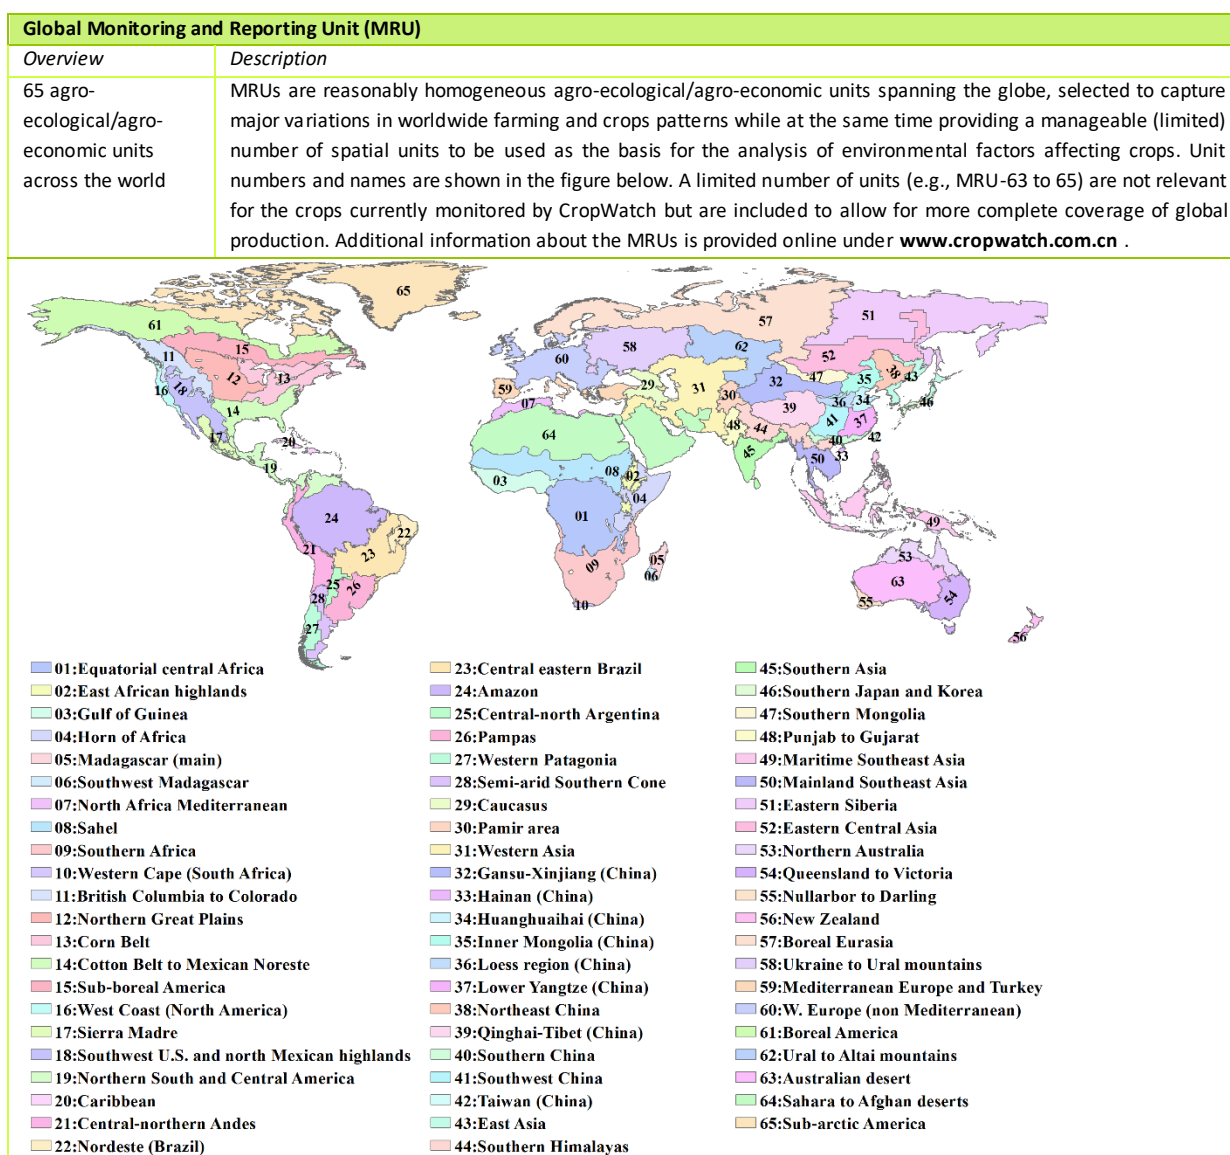 Global Monitoring and Reporting Unit (MRU)
Overview
Description
65 agro-
ecological/agro-
economic units
across the world
MRUs are reasonably homogeneous agro-ecological/agro-economic units spanning the globe, selected to capture
major variations in worldwide farming and crops patterns while at the same time providing a manageable (limited)
number of spatial units to be used as the basis for the analysis of environmental factors affecting crops. Unit
numbers and names are shown in the figure below. A limited number of units (e.g., MRU-63 to 65) are not relevant
for the crops currently monitored by CropWatch but are included to allow for more complete coverage of global
production. Additional information about the MRUs is provided online under www.cropwatch.com.cn .
65
61
15
11
12
13
16
18
14
17
20
19
24
22
23
21
25
26
28
27
57
51
58
62
60
52
59
29
31
32
47
38
43
35
30
36
34
46
39
07
48
44
41
37
40
42
64
45
50
33
08
02
03
04
01
49
05
06
09
10
53
63
54
55
56
01:Equatorial central Africa
02:East African highlands
03:Gulf of Guinea
04:Horn of Africa
05:Madagascar (main)
06:Southwest Madagascar
07:North Africa Mediterranean
08:Sahel
09:Southern Africa
10:Western Cape (South Africa)
11:British Columbia to Colorado
12:Northern Great Plains
13:Corn Belt
14:Cotton Belt to Mexican Noreste
15:Sub-boreal America
16:West Coast (North America)
17:Sierra Madre
18:Southwest U.S. and north Mexican highlands
19:Northern South and Central America
20:Caribbean
21:Central-northern Andes
22:Nordeste (Brazil)
23:Central eastern Brazil
24:Amazon
25:Central-north Argentina
26:Pampas
27:Western Patagonia
28:Semi-arid Southern Cone
29:Caucasus
30:Pamir area
31:Western Asia
32:Gansu-Xinjiang (China)
33:Hainan (China)
34:Huanghuaihai (China)
35:Inner Mongolia (China)
36:Loess region (China)
37:Lower Yangtze (China)
38:Northeast China
39:Qinghai-Tibet (China)
40:Southern China
41:Southwest China
42:Taiwan (China)
43:East Asia
44:Southern Himalayas
45:Southern Asia
46:Southern Japan and Korea
47:Southern Mongolia
48:Punjab to Gujarat
49:Maritime Southeast Asia
50:Mainland Southeast Asia
51:Eastern Siberia
52:Eastern Central Asia
53:Northern Australia
54:Queensland to Victoria
55:Nullarbor to Darling
56:New Zealand
57:Boreal Eurasia
58:Ukraine to Ural mountains
59:Mediterranean Europe and Turkey
60:W. Europe (non Mediterranean)
61:Boreal America
62:Ural to Altai mountains
63:Australian desert
64:Sahara to Afghan deserts
65:Sub-arctic America